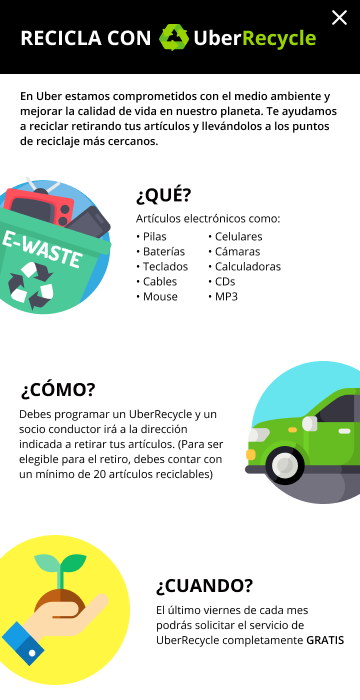 RECICLA CON UberRecycle
En Uber estamos comprometidos con el medio ambiente y
mejorar la calidad de vida en nuestro planeta. Te ayudamos
a reciclar retirando tus artículos y llevándolos a los puntos
de reciclaje más cercanos.
E-WASTE
¿QUÉ?
Artículos electrónicos como:
• Pilas
• Baterías
• Teclados
• Cables
• Mouse
• Celulares
• Cámaras
• Calculadoras
• CDs
• MP3
¿CÓMO?
Debes programar un UberRecycle y un
socio conductor irá a la dirección
indicada a retirar tus artículos. (Para ser
elegible para el retiro, debes contar con
un mínimo de 20 artículos reciclables)
¿CUANDO?
El último viernes de cada mes
podrás solicitar el servicio de
UberRecycle completamente GRATIS